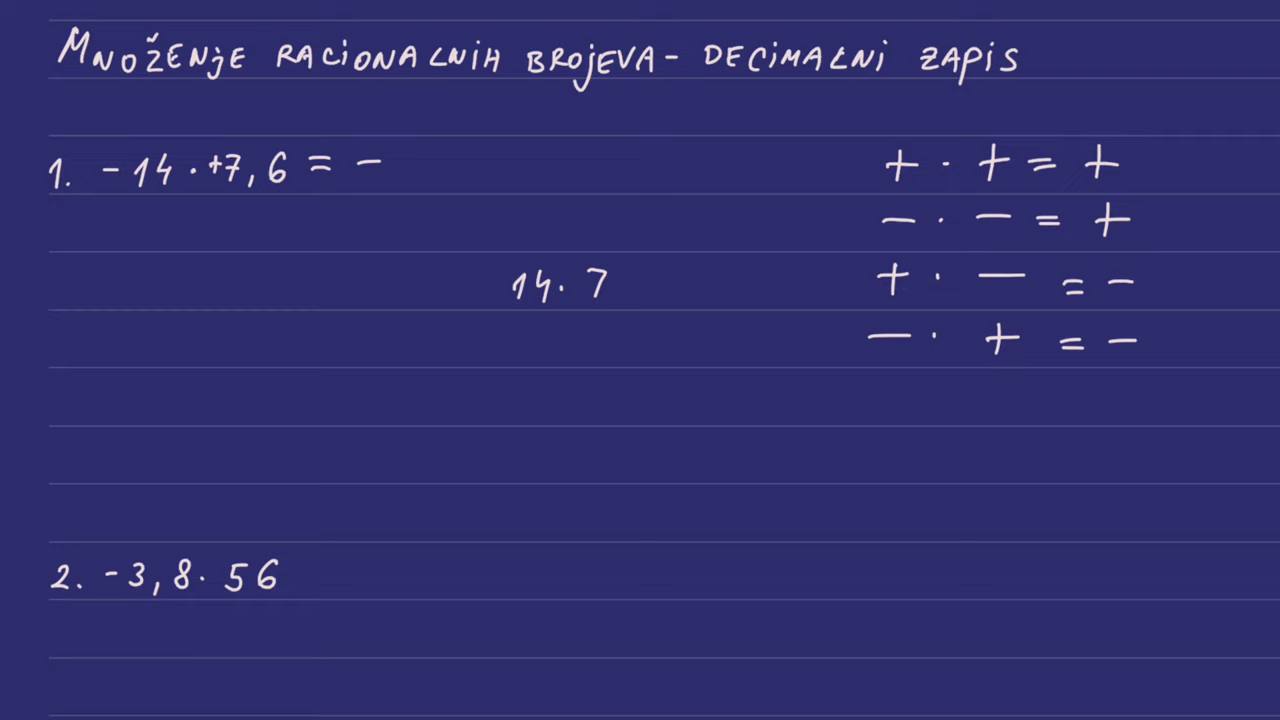 MNOŽENJE RACIONALNIH BROJEVA - DECIMALNI ZAPIS
1. -14 · +7,6 = -
+ · + = +
- · - = +
+ · - = -
- · + = -
14 · 7
2. -3,8 · 56